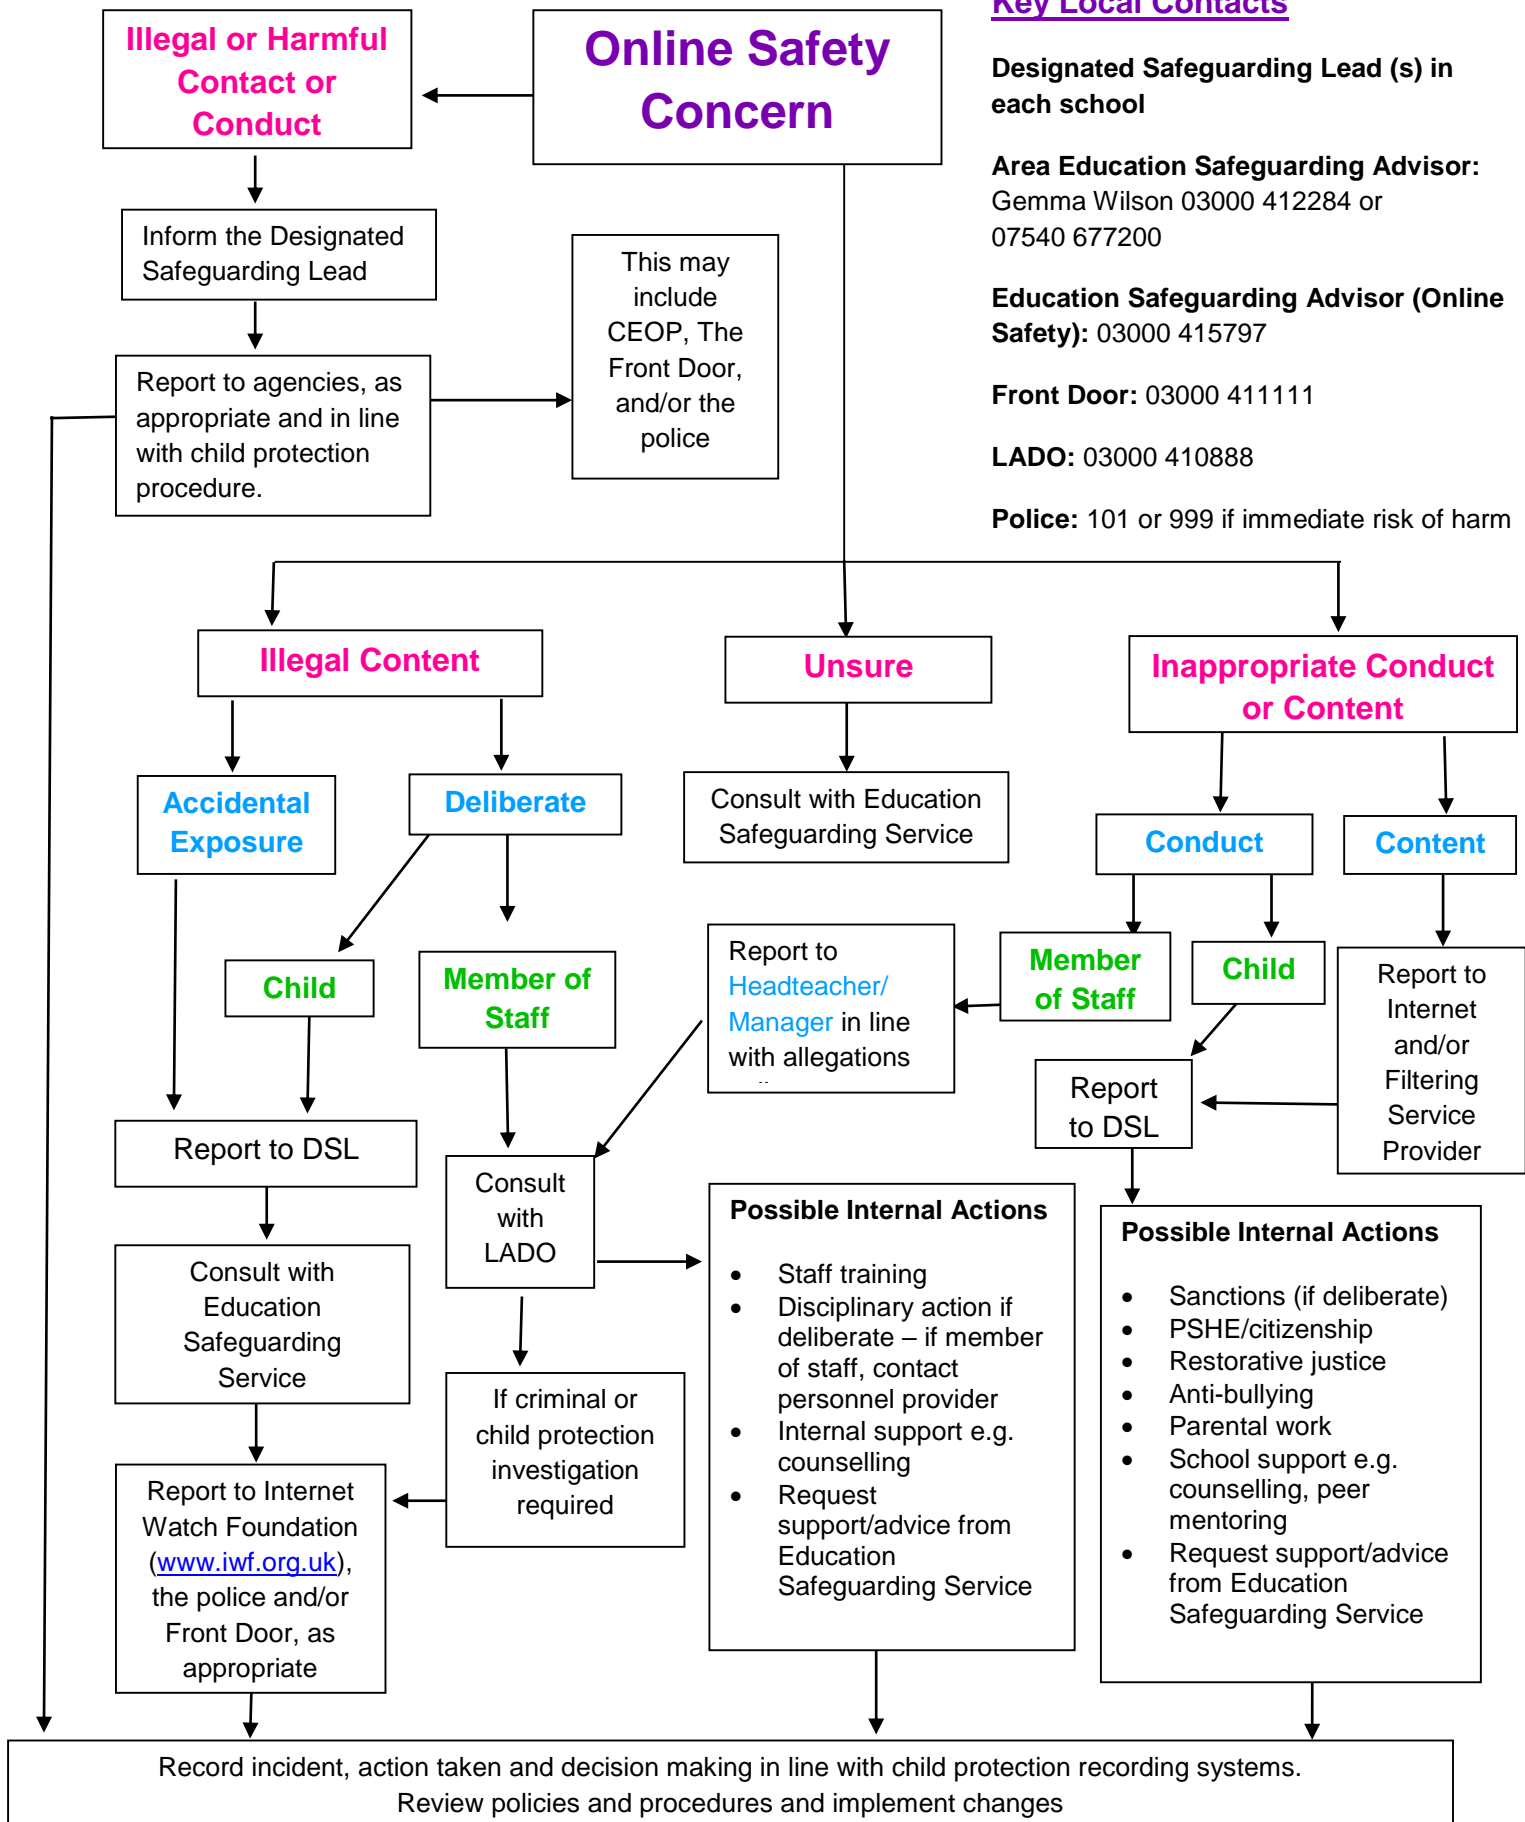 Key Local Contacts
Illegal or Harmful
Contact or
Conduct
Online Safety
Concern
Designated Safeguarding Lead (s) in
each school
Area Education Safeguarding Advisor:
Gemma Wilson 03000 412284 or
07540 677200
Education Safeguarding Advisor (Online
Safety): 03000 415797
Front Door: 03000 411111
LADO: 03000 410888
Police: 101 or 999 if immediate risk of harm
Inform the Designated
Safeguarding Lead
Report to agencies, as
appropriate and in line
with child protection
procedure.
This may
include
CEOP, The
Front Door,
and/or the
police
Illegal Content
Unsure
Inappropriate Conduct
or Content
Accidental
Exposure
Deliberate
Consult with Education
Safeguarding Service
Conduct
Content
Child
Member of
Staff
Report to
Headteacher/
Manager in line
with allegations
Member
of Staff
Child
Report to
Internet
and/or
Filtering
Service
Provider
Report to DSL
Consult
with
LADO
Report
to DSL
Consult with
Education
Safeguarding
Service
If criminal or
child protection
investigation
required
Report to Internet
Watch Foundation
(www.iwf.org.uk),
the police and/or
Front Door, as
appropriate
Possible Internal Actions
• Staff training
• Disciplinary action if
deliberate – if member
of staff, contact
personnel provider
• Internal support e.g.
counselling
• Request
support/advice from
Education
Safeguarding Service
Possible Internal Actions
• Sanctions (if deliberate)
• PSHE/citizenship
• Restorative justice
• Anti-bullying
• Parental work
• School support e.g.
counselling, peer
mentoring
• Request support/advice
from Education
Safeguarding Service
Record incident, action taken and decision making in line with child protection recording systems.
Review policies and procedures and implement changes